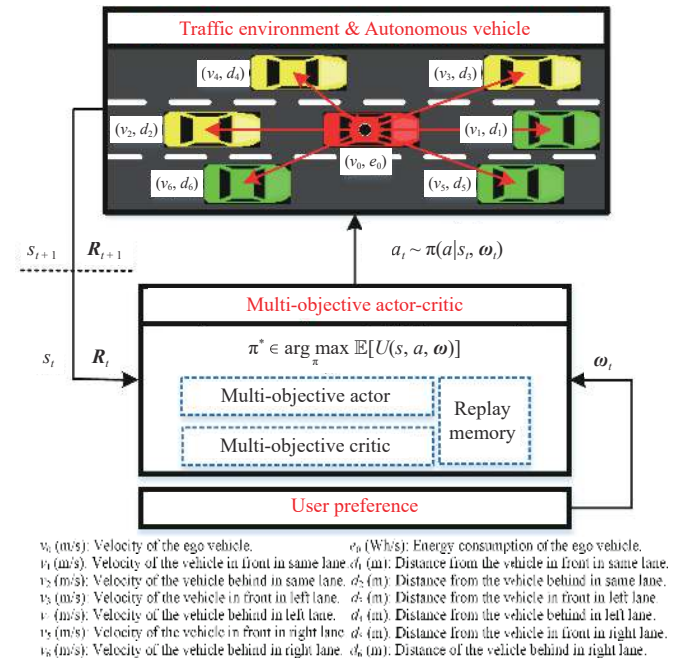 Traffic environment & Autonomous vehicle
(v₄, d₄)
(v₃, d₃)
(v₂, d₂)
(v₁, d₁)
(v₀, e₀)
(v₆, d₆)
(v₅, d₅)
sₜ₊₁ Rₜ₊₁
aₜ ~ π(a|sₜ, ωₜ)
Multi-objective actor-critic
π* ∈ arg max 𝔼[U(s, a, ω)]
π
sₜ Rₜ
ωₜ
Multi-objective actor
Replay
memory
Multi-objective critic
User preference
v₀ (m/s): Velocity of the ego vehicle. e₀ (Wh/s): Energy consumption of the ego vehicle.
v₁ (m/s). Velocity of the vehicle in front in same lane. d₁ (m): Distance from the vehicle in front in same lane.
v₂ (m/s): Velocity of the vehicle behind in same lane. d₂ (m): Distance from the vehicle behind in same lane.
v₃ (m/s): Velocity of the vehicle in front in left lane. d₃ (m): Distance from the vehicle in front in left lane.
(m/s): Velocity of the vehicle behind in left lane. d₄ (m): Distance from the vehicle behind in left lane.
v₅ (m/s): Velocity of the vehicle in front in right lane. d₅ (m): Distance from the vehicle in front in right lane.
v₆ (m/s): Velocity of the vehicle behind in right lane. d₆ (m): Distance of the vehicle behind in right lane.